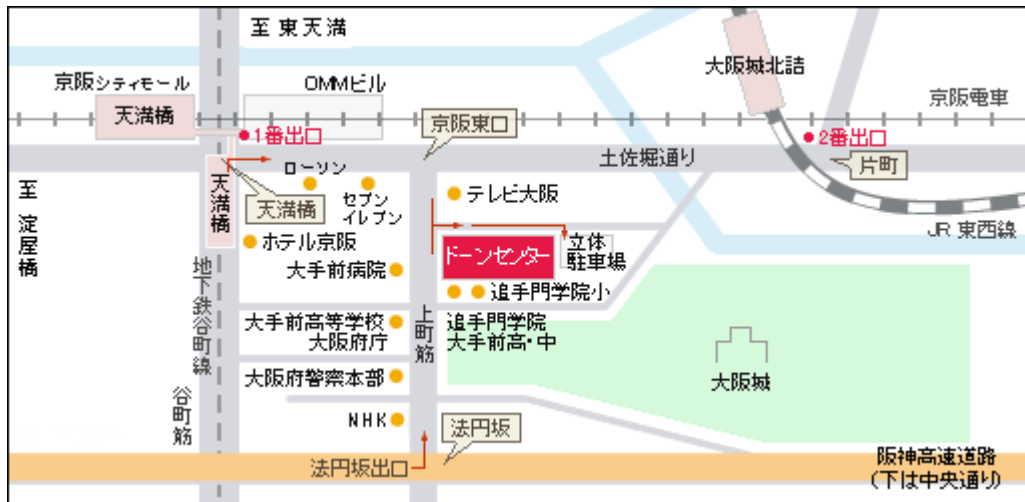 至 東天満
大阪城北詰
京阪シティモール
OMMビル
京阪電車
天満橋
1番出口
京阪東口
2番出口
土佐堀通り
片町
至 淀屋橋
天満橋
ローソン
天満橋
セブン
イレブン
テレビ大阪
ホテル京阪
ドーンセンター
立体
駐車場
JR 東西線
地下鉄谷町線
大手前病院
追手門学院小
大手前高等学校
大阪府庁
上町筋
追手門学院
大手前高・中
大阪府警察本部
大阪城
谷町筋
NHK
法円坂
法円坂出口
阪神高速道路
(下は中央通り)